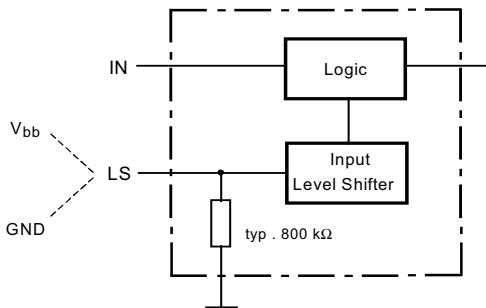 IN
Logic
V_bb
LS
Input
Level Shifter
GND
typ . 800 kΩ